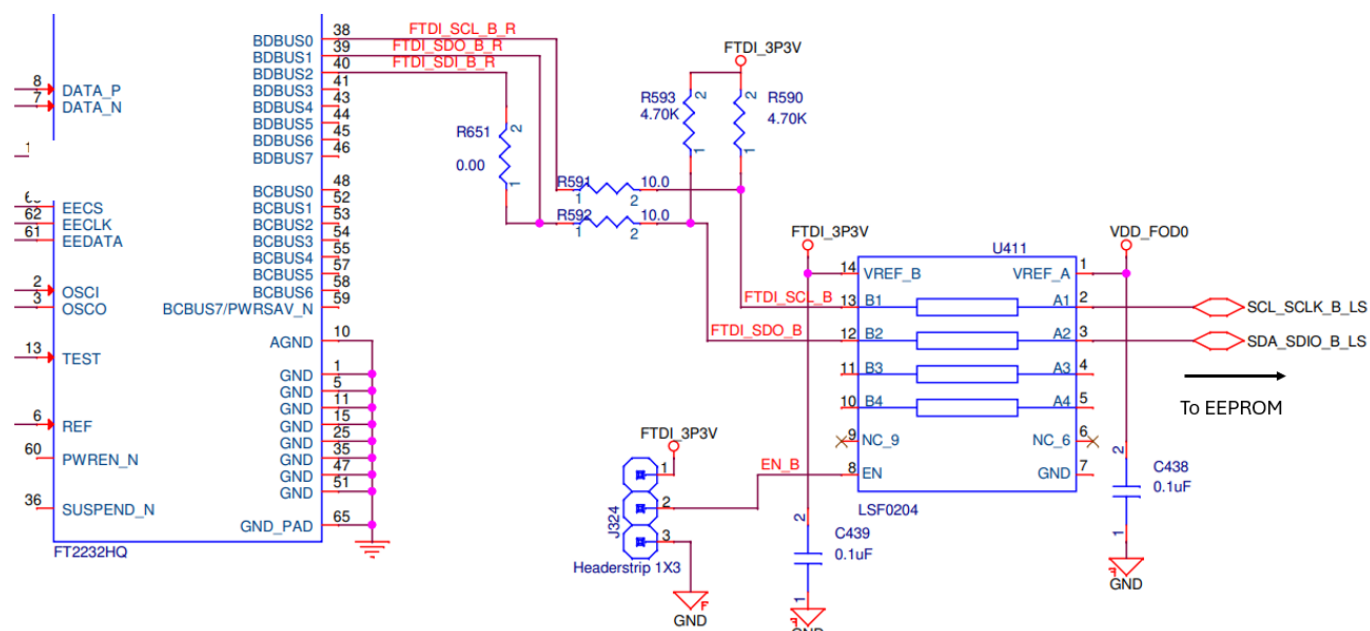 38
BDBUS0
FTDI_SCL_B_R
39
BDBUS1
FTDI_SDO_B_R
40
BDBUS2
FTDI_SDI_B_R
41
BDBUS3
43
BDBUS4
44
BDBUS5
45
BDBUS6
46
BDBUS7
8
DATA_P
7
DATA_N
48
BCBUS0
52
BCBUS1
53
BCBUS2
54
BCBUS3
55
BCBUS4
57
BCBUS5
58
BCBUS6
59
BCBUS7/PWRSAV_N
EECS
62
EECLK
61
EEDATA
2
OSCI
3
OSCO
10
AGND
13
TEST
1
GND
5
GND
11
GND
15
GND
25
GND
35
GND
47
GND
51
GND
6
REF
60
PWREN_N
36
SUSPEND_N
65
GND_PAD
FT2232HQ
R651
0.00
2
1
FTDI_3P3V
R593
4.70K
2
1
R590
4.70K
2
1
R591
10.0
1
2
R592
10.0
1
2
FTDI_3P3V
U411
VDD_FOD0
14
VREF_B
VREF_A
1
FTDI_SCL_B
13
B1
A1
2
SCL_SCLK_B_LS
FTDI_SDO_B
12
B2
A2
3
SDA_SDIO_B_LS
11
B3
A3
4
10
B4
A4
5
To EEPROM
9
NC_9
NC_6
6
EN_B
8
EN
GND
7
LSF0204
FTDI_3P3V
1
2
3
J324
Headerstrip 1X3
GND
2
C439
0.1uF
1
GND
2
C438
0.1uF
1
GND